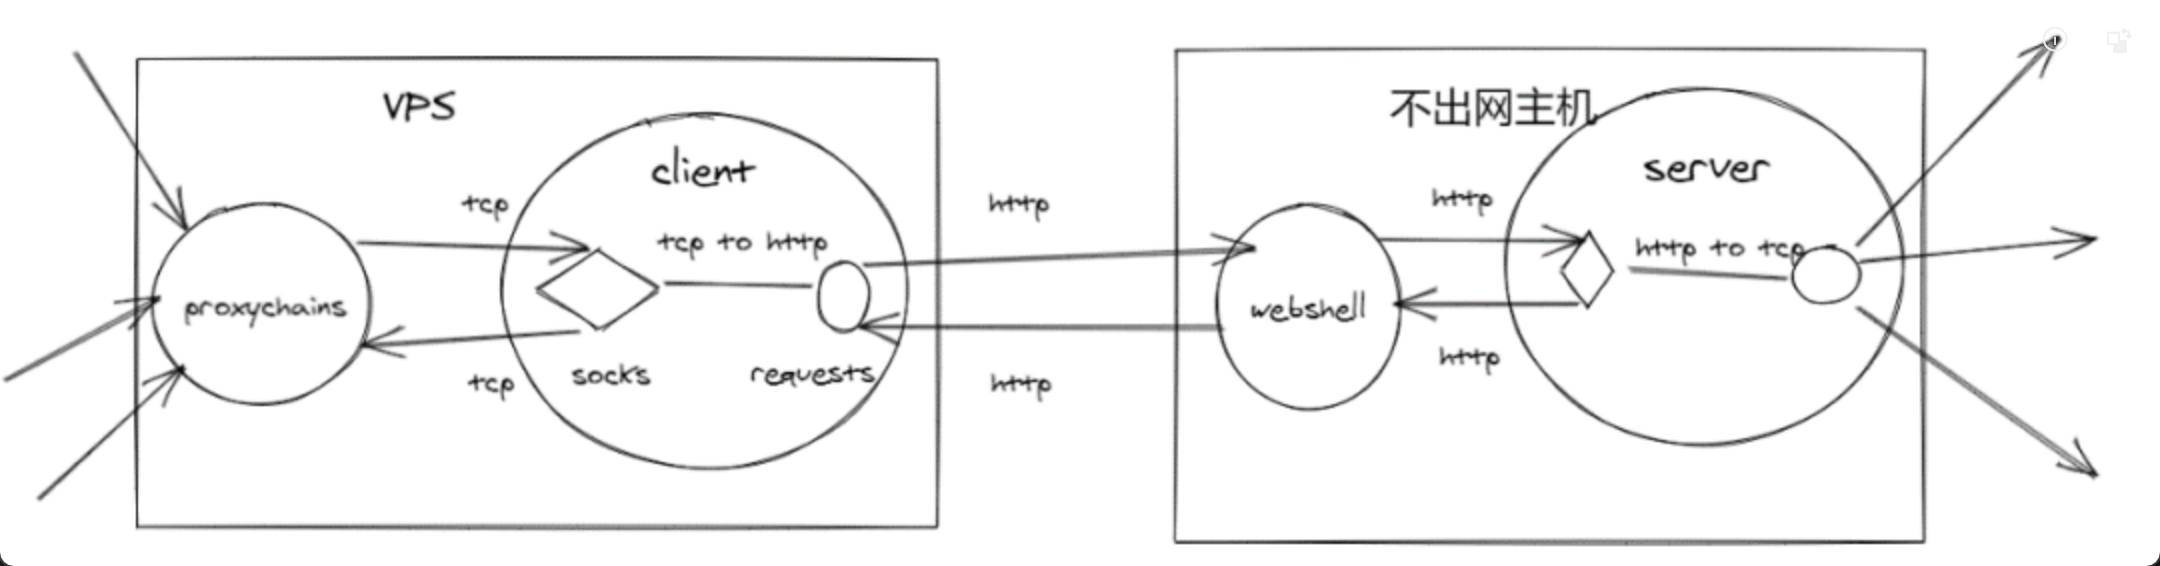 VPS
不出网主机
client
server
tcp
http
http
tcp to http
http to tcp
proxychains
webshell
tcp
socks
requests
http
http